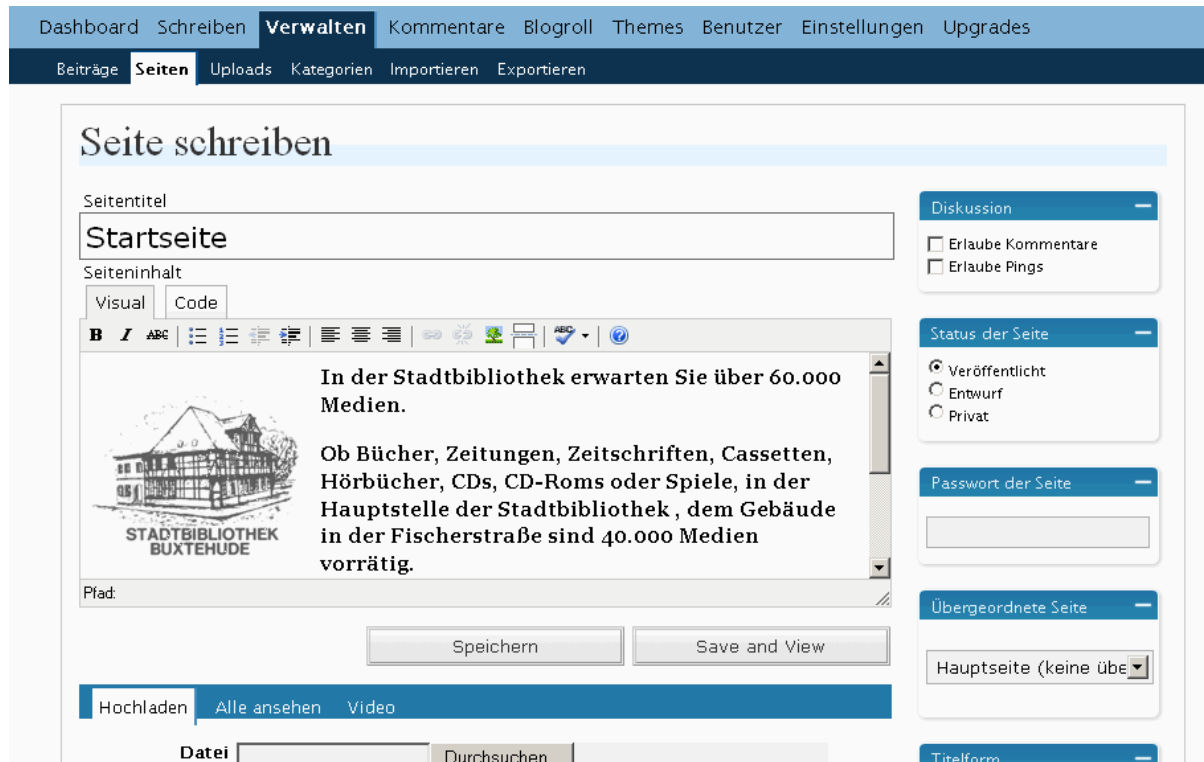 Dashboard Schreiben Verwalten Kommentare Blogroll Themes Benutzer Einstellungen Upgrades
Beiträge Seiten Uploads Kategorien Importieren Exportieren
Seite schreiben
Seitentitel
Startseite
Seiteninhalt
Visual Code
B I ABC ABC
In der Stadtbibliothek erwarten Sie über 60.000
Medien.
Ob Bücher, Zeitungen, Zeitschriften, Cassetten,
Hörbücher, CDs, CD-Roms oder Spiele, in der
Hauptstelle der Stadtbibliothek , dem Gebäude
in der Fischerstraße sind 40.000 Medien
vorrätig.
STADTBIBLIOTHEK
BUXTEHUDE
Pfad:
Speichern Save and View
Hochladen Alle ansehen Video
Datei Durchsuchen
Diskussion
Erlaube Kommentare
Erlaube Pings
Status der Seite
Veröffentlicht
Entwurf
Privat
Passwort der Seite
Übergeordnete Seite
Hauptseite (keine übe
Titelform